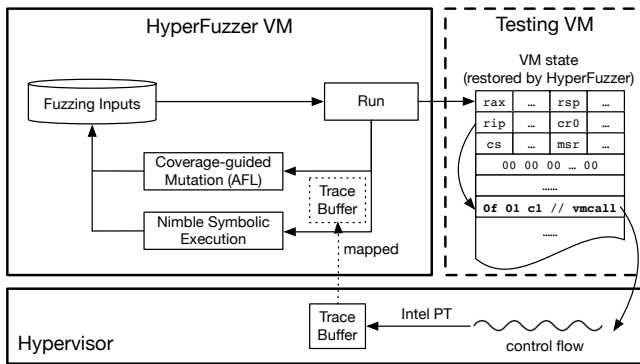 HyperFuzzer VM
Testing VM
VM state
(restored by HyperFuzzer)
Fuzzing Inputs
Run
rax … rsp …
rip … cr0 …
cs … msr …
00 00 00 … 00
……
0f 01 c1 // vmcall
……
Coverage-guided
Mutation (AFL)
Trace
Buffer
Nimble Symbolic
Execution
mapped
Hypervisor
Trace
Buffer
Intel PT
control flow